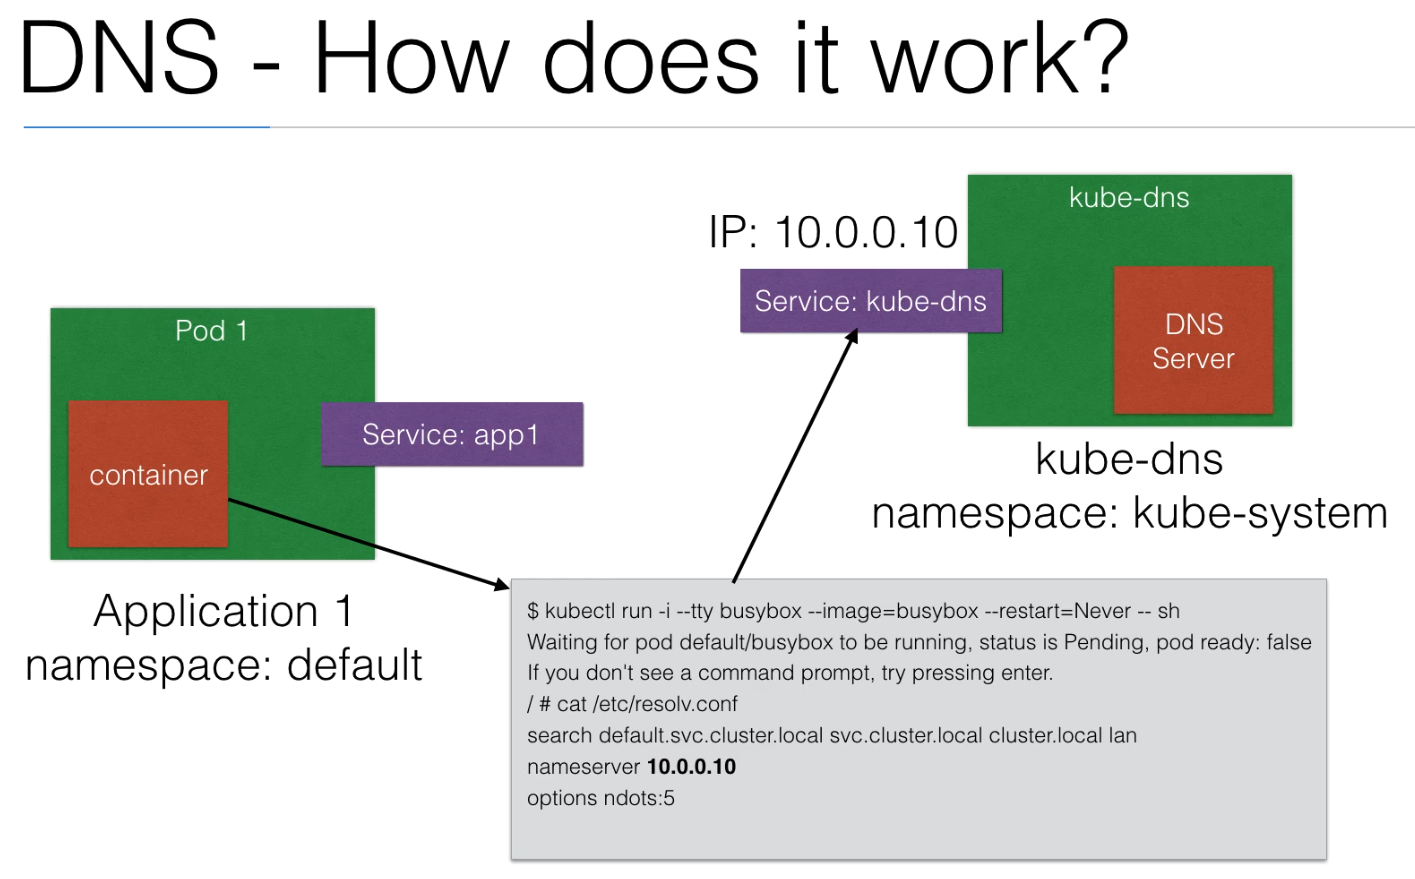 DNS - How does it work?
kube-dns
IP: 10.0.0.10
Service: kube-dns
DNS
Server
kube-dns
namespace: kube-system
Pod 1
Service: app1
container
Application 1
namespace: default
$ kubectl run -i --tty busybox --image=busybox --restart=Never -- sh
Waiting for pod default/busybox to be running, status is Pending, pod ready: false
If you don't see a command prompt, try pressing enter.
/ # cat /etc/resolv.conf
search default.svc.cluster.local svc.cluster.local cluster.local lan
nameserver 10.0.0.10
options ndots:5